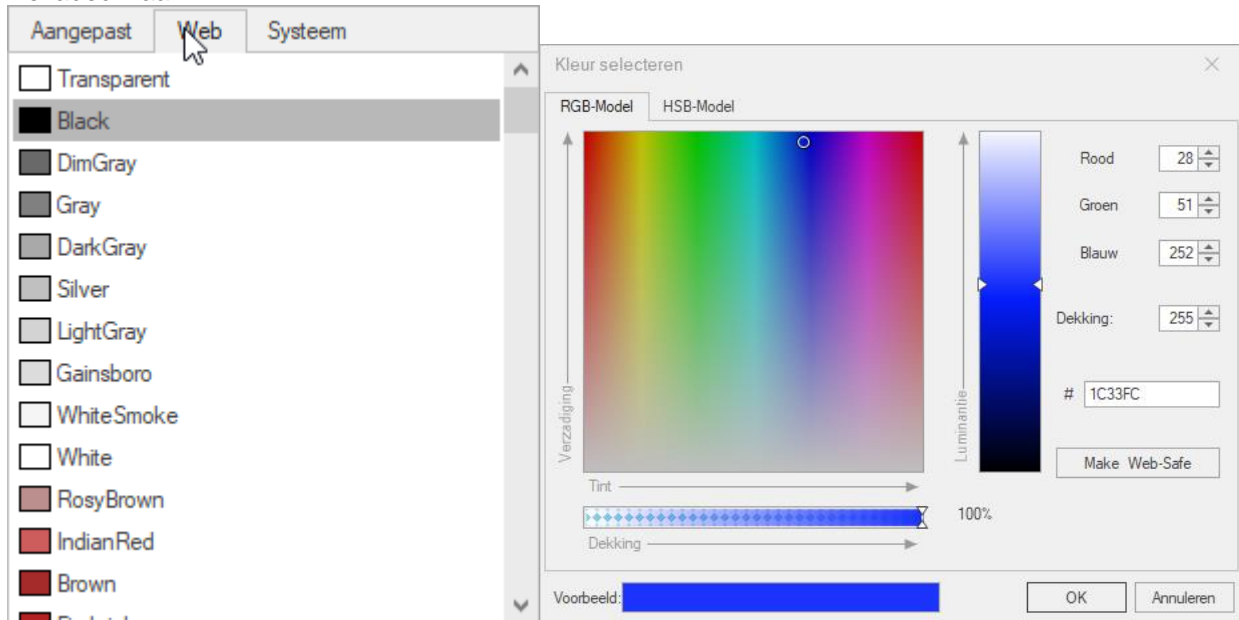 Aangepast Web Systeem
Transparent
Black
DimGray
Gray
DarkGray
Silver
LightGray
Gainsboro
WhiteSmoke
White
RosyBrown
IndianRed
Brown
Kleur selecteren
RGB-Model HSB-Model
Verzadiging
Tint
Dekking
100%
Luminantie
Rood 28
Groen 51
Blauw 252
Dekking: 255
# 1C33FC
Make Web-Safe
Voorbeeld:
OK Annuleren